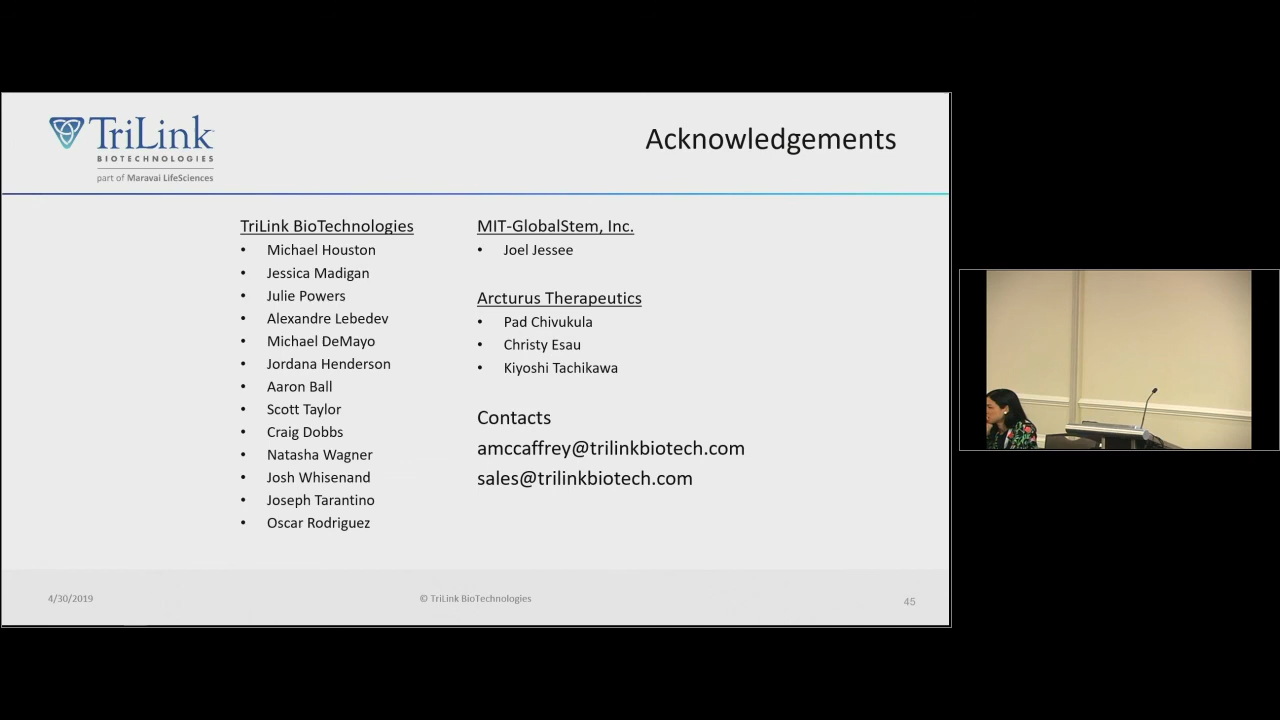 TriLink
BIOTECHNOLOGIES
part of Maravai LifeSciences
Acknowledgements
TriLink BioTechnologies
• Michael Houston
• Jessica Madigan
• Julie Powers
• Alexandre Lebedev
• Michael DeMayo
• Jordana Henderson
• Aaron Ball
• Scott Taylor
• Craig Dobbs
• Natasha Wagner
• Josh Whisenand
• Joseph Tarantino
• Oscar Rodriguez
MIT-GlobalStem, Inc.
• Joel Jessee
Arcturus Therapeutics
• Pad Chivukula
• Christy Esau
• Kiyoshi Tachikawa
Contacts
amccaffrey@trilinkbiotech.com
sales@trilinkbiotech.com
4/30/2019
© TriLink BioTechnologies
45